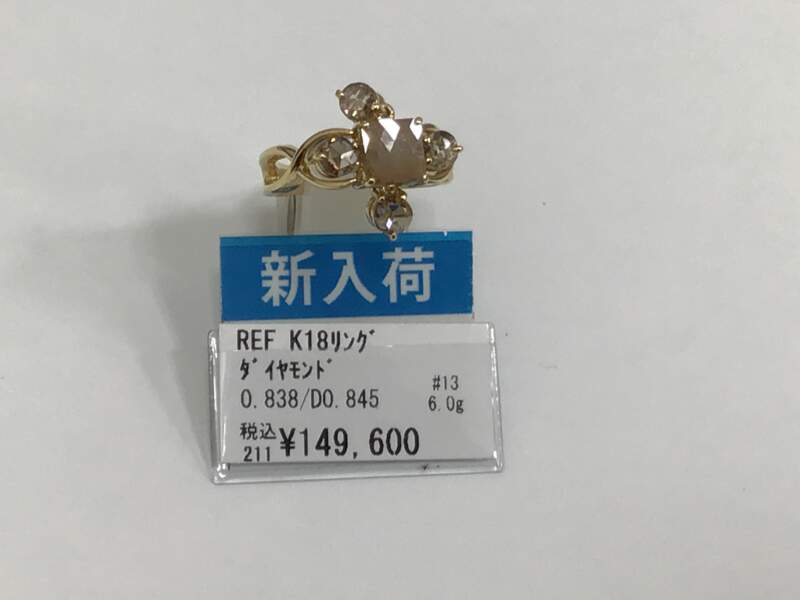 新入荷
REF K18ﾘﾝｸﾞ
ﾀﾞｲﾔﾓﾝﾄﾞ
0.838/D0.845 #13
6.0g
税込
211 ¥149,600